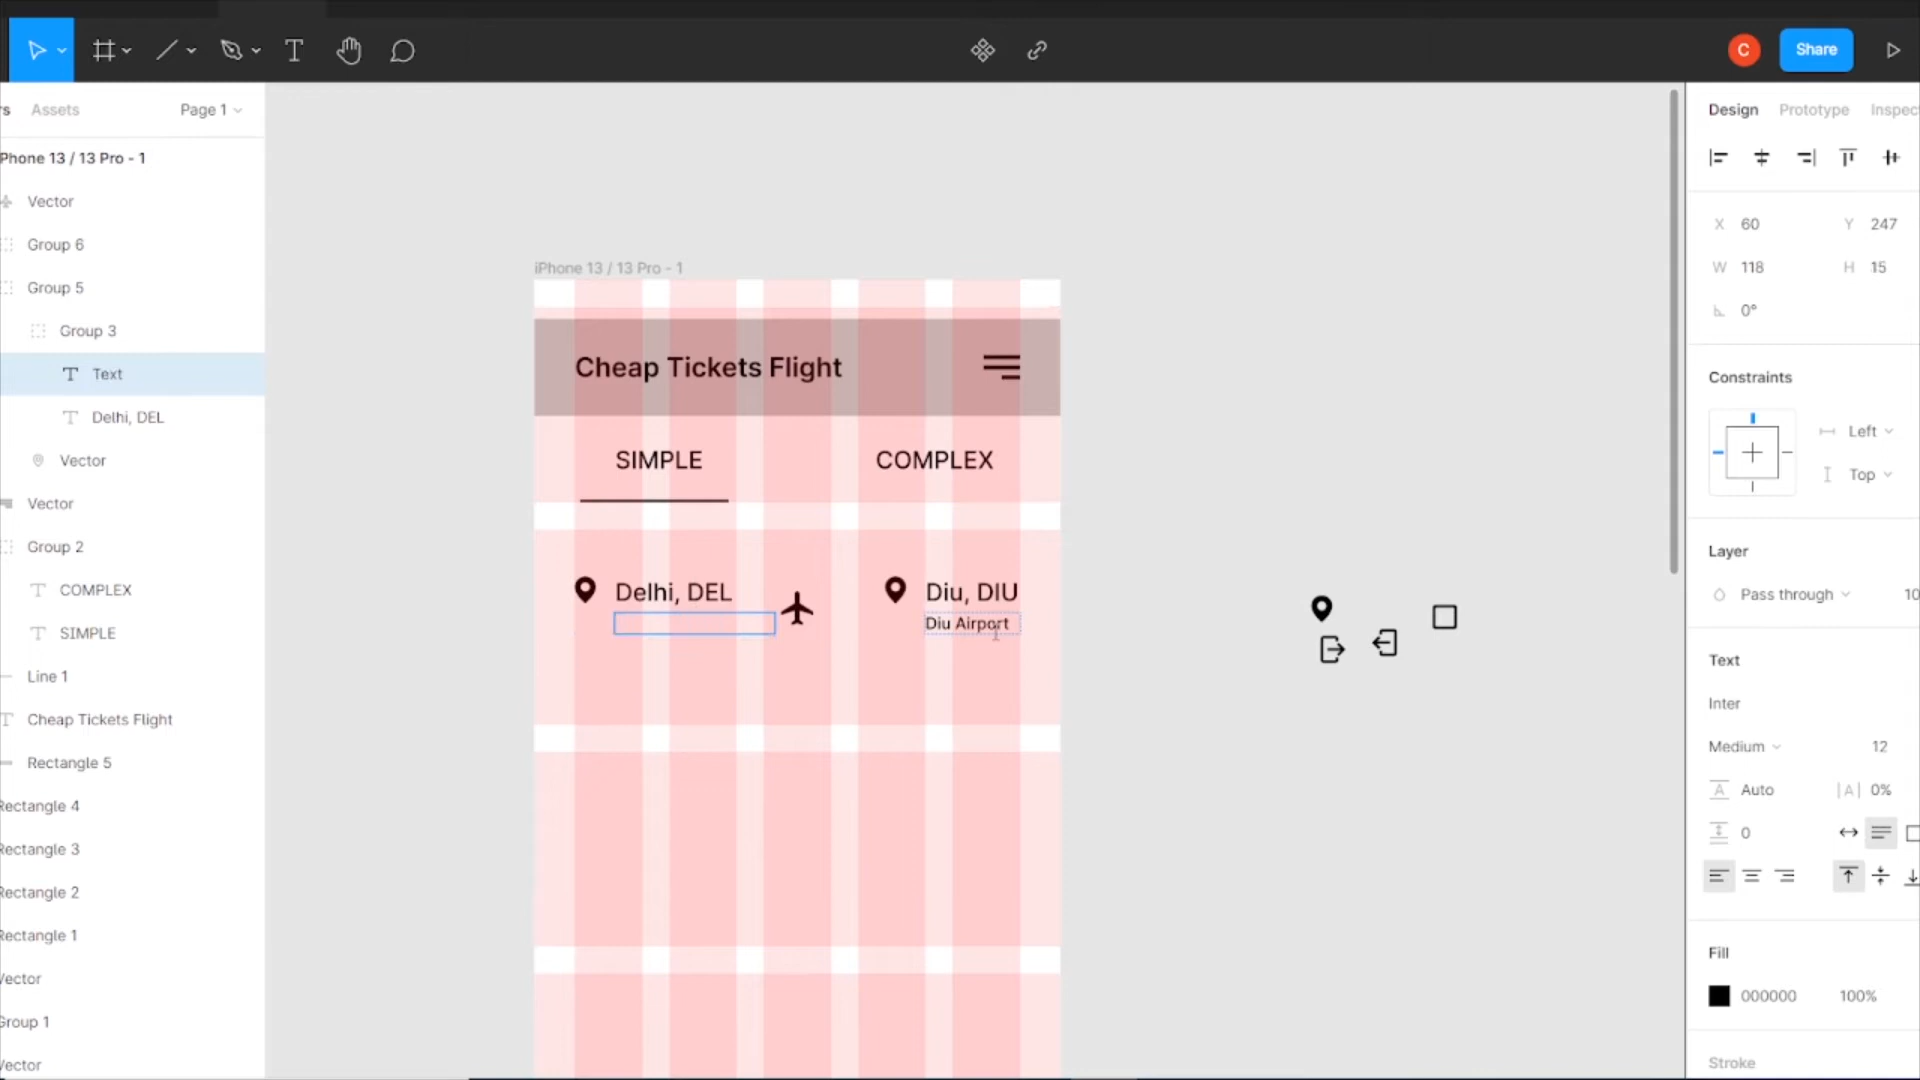 C
Share
rs
Assets
Page 1
Design
Prototype
Inspec
Phone 13 / 13 Pro - 1
Vector
Group 6
Group 5
Group 3
Text
Delhi, DEL
Vector
Vector
Group 2
COMPLEX
SIMPLE
Line 1
Cheap Tickets Flight
Rectangle 5
Rectangle 4
Rectangle 3
Rectangle 2
Rectangle 1
Vector
Group 1
Vector
iPhone 13 / 13 Pro - 1
Cheap Tickets Flight
SIMPLE
COMPLEX
Delhi, DEL
Diu, DIU
Diu Airport
X 60
Y 247
W 118
H 15
0°
Constraints
Left
Top
Layer
Pass through
10
Text
Inter
Medium
12
A Auto
|A| 0%
0
Fill
000000
100%
Stroke